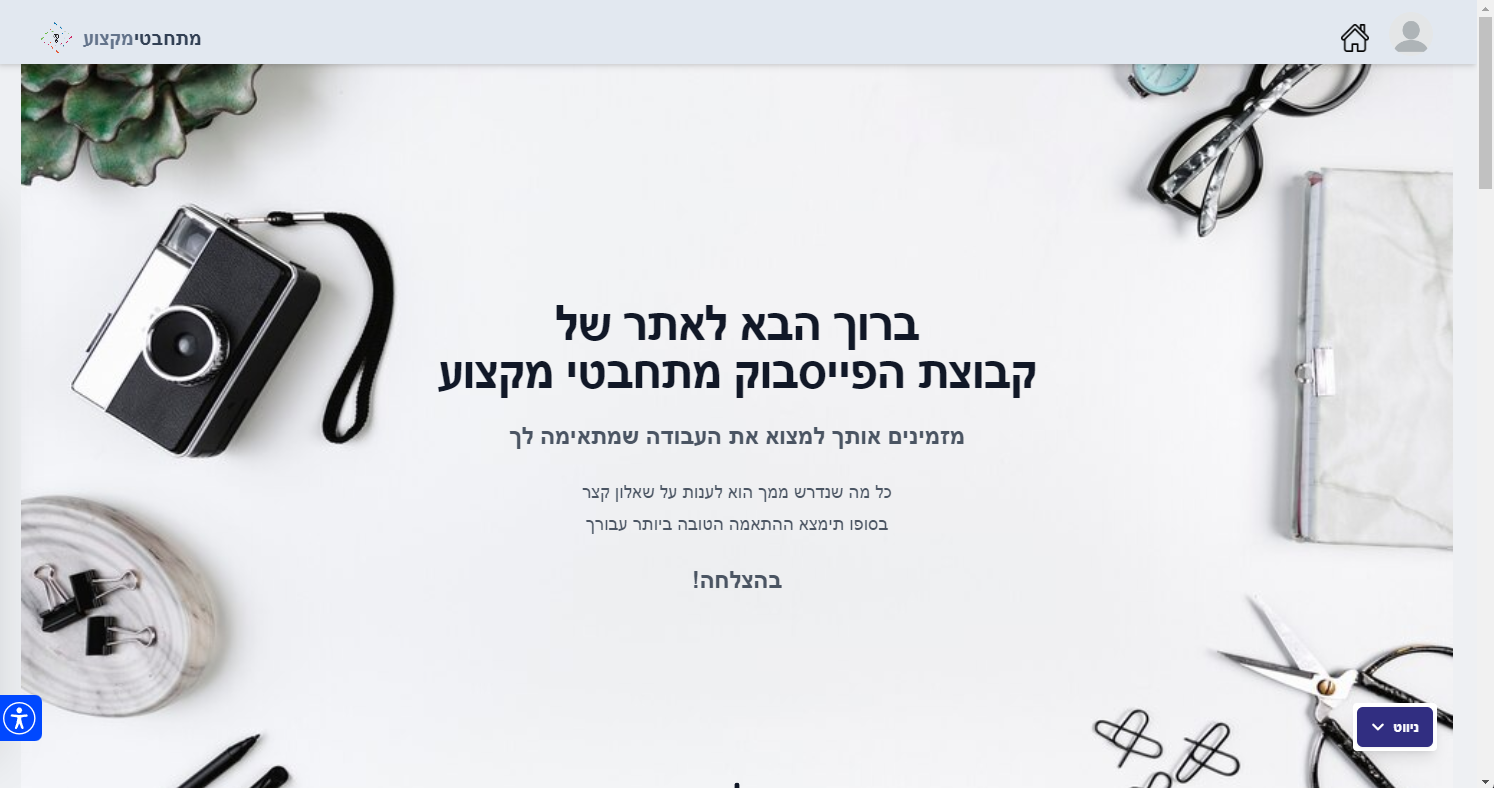 מתחבטימקצוע
ברוך הבא לאתר של
קבוצת הפייסבוק מתחבטי מקצוע
מזמינים אותך למצוא את העבודה שמתאימה לך
כל מה שנדרש ממך הוא לענות על שאלון קצר
בסופו תימצא ההתאמה הטובה ביותר עבורך
בהצלחה!
ניווט